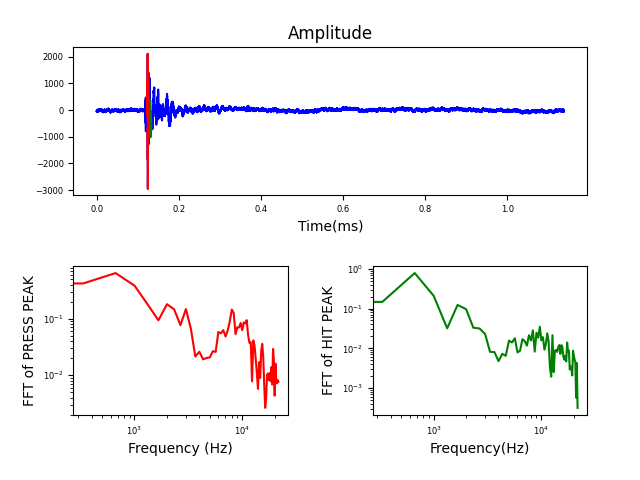 Amplitude
2000
1000
0
−1000
−2000
−3000
0.0 0.2 0.4 0.6 0.8 1.0
Time(ms)
FFT of PRESS PEAK
10⁻¹
10⁻²
10³ 10⁴
Frequency (Hz)
FFT of HIT PEAK
10⁰
10⁻¹
10⁻²
10⁻³
10³ 10⁴
Frequency(Hz)